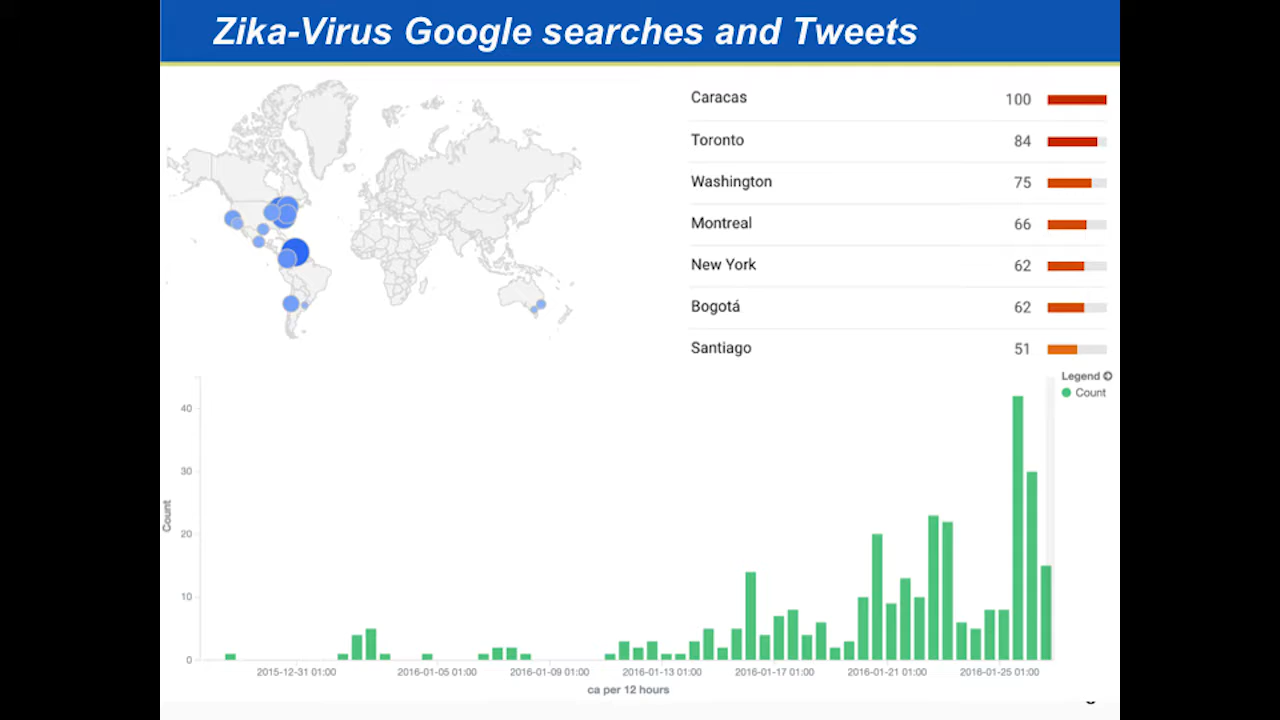 Zika-Virus Google searches and Tweets
Caracas 100
Toronto 84
Washington 75
Montreal 66
New York 62
Bogotá 62
Santiago 51
Legend
Count
40
30
20
10
0
Count
2015-12-31 01:00 2016-01-05 01:00 2016-01-09 01:00 2016-01-13 01:00 2016-01-17 01:00 2016-01-21 01:00 2016-01-25 01:00
ca per 12 hours